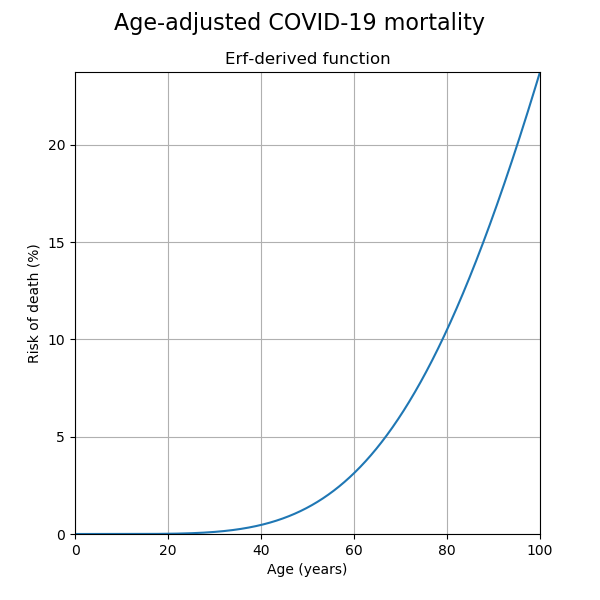 Age-adjusted COVID-19 mortality
Erf-derived function
20
15
10
5
0
Risk of death (%)
0 20 40 60 80 100
Age (years)